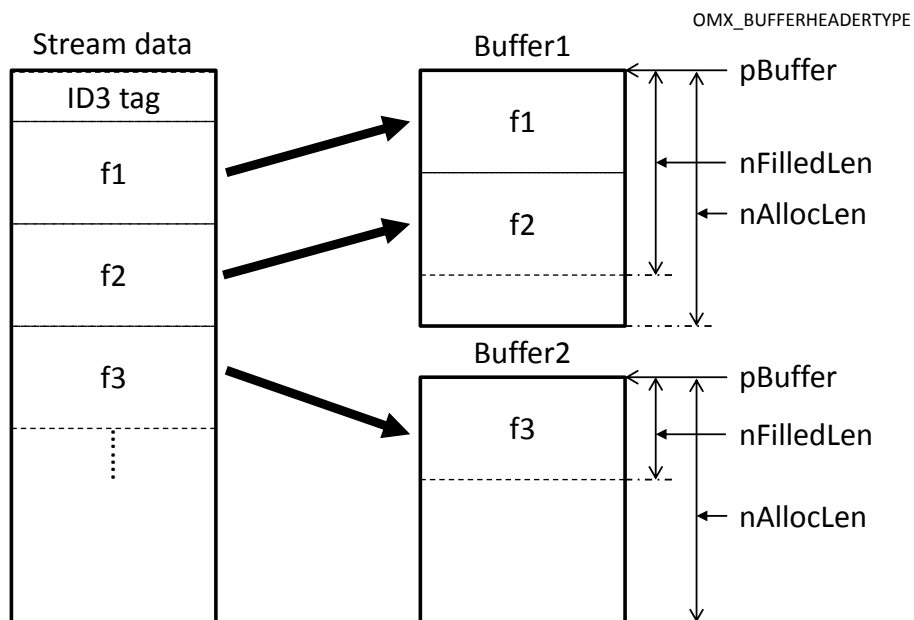 OMX_BUFFERHEADERTYPE
Stream data
Buffer1
pBuffer
ID3 tag
f1
f1
nFilledLen
nAllocLen
f2
f2
Buffer2
pBuffer
f3
f3
nFilledLen
nAllocLen